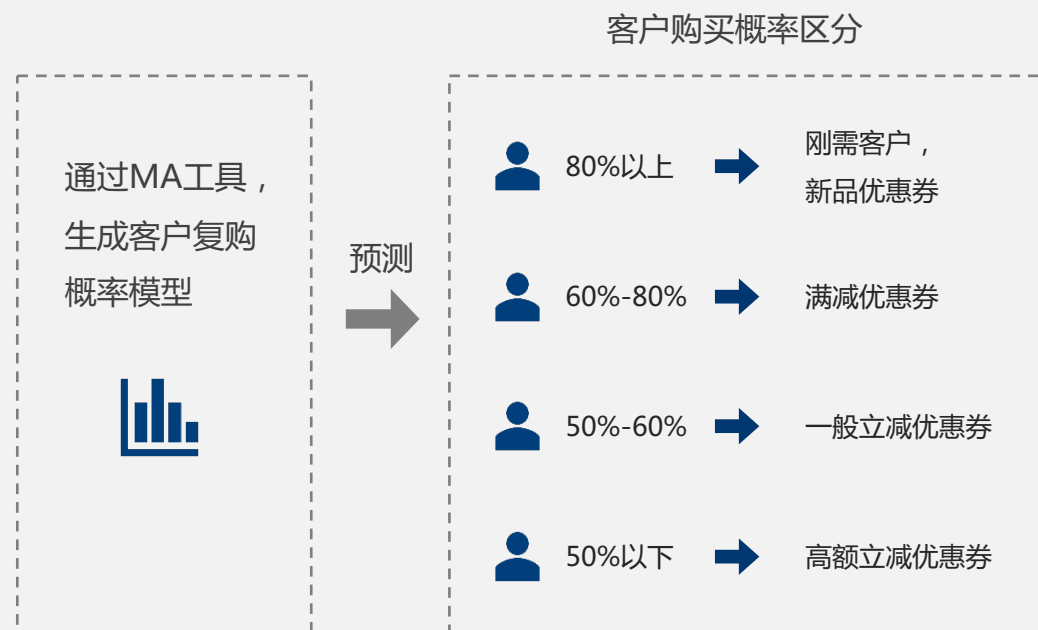 客户购买概率区分
通过MA工具，
生成客户复购
概率模型
预测
80%以上
刚需客户，
新品优惠券
60%-80%
满减优惠券
50%-60%
一般立减优惠券
50%以下
高额立减优惠券